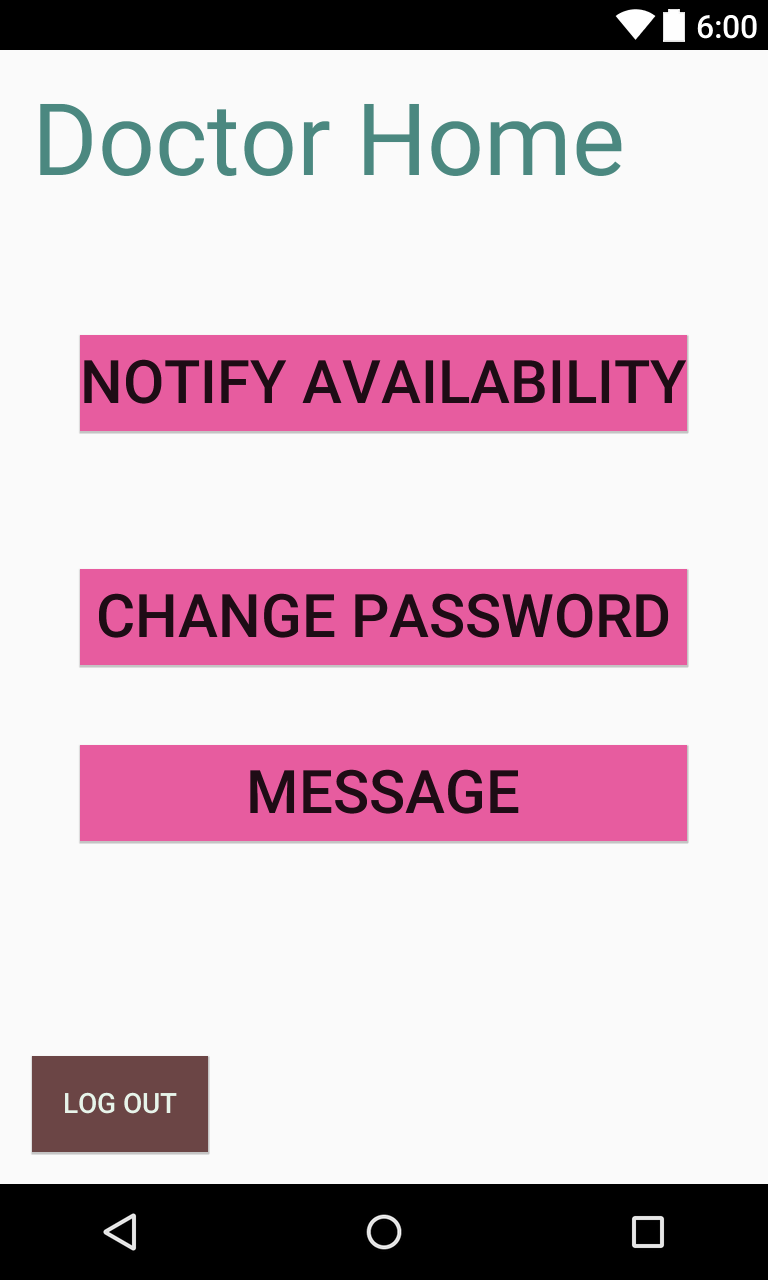 6:00
Doctor Home
NOTIFY AVAILABILITY
CHANGE PASSWORD
MESSAGE
LOG OUT